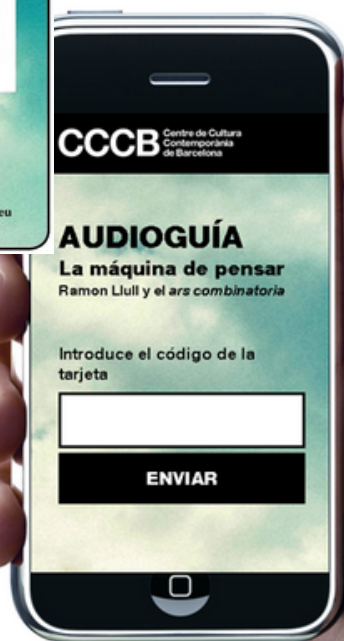 eu
CCCB
Centre de Cultura
Contemporània
de Barcelona
AUDIOGUÍA
La máquina de pensar
Ramon Llull y el ars combinatoria
Introduce el código de la
tarjeta
ENVIAR